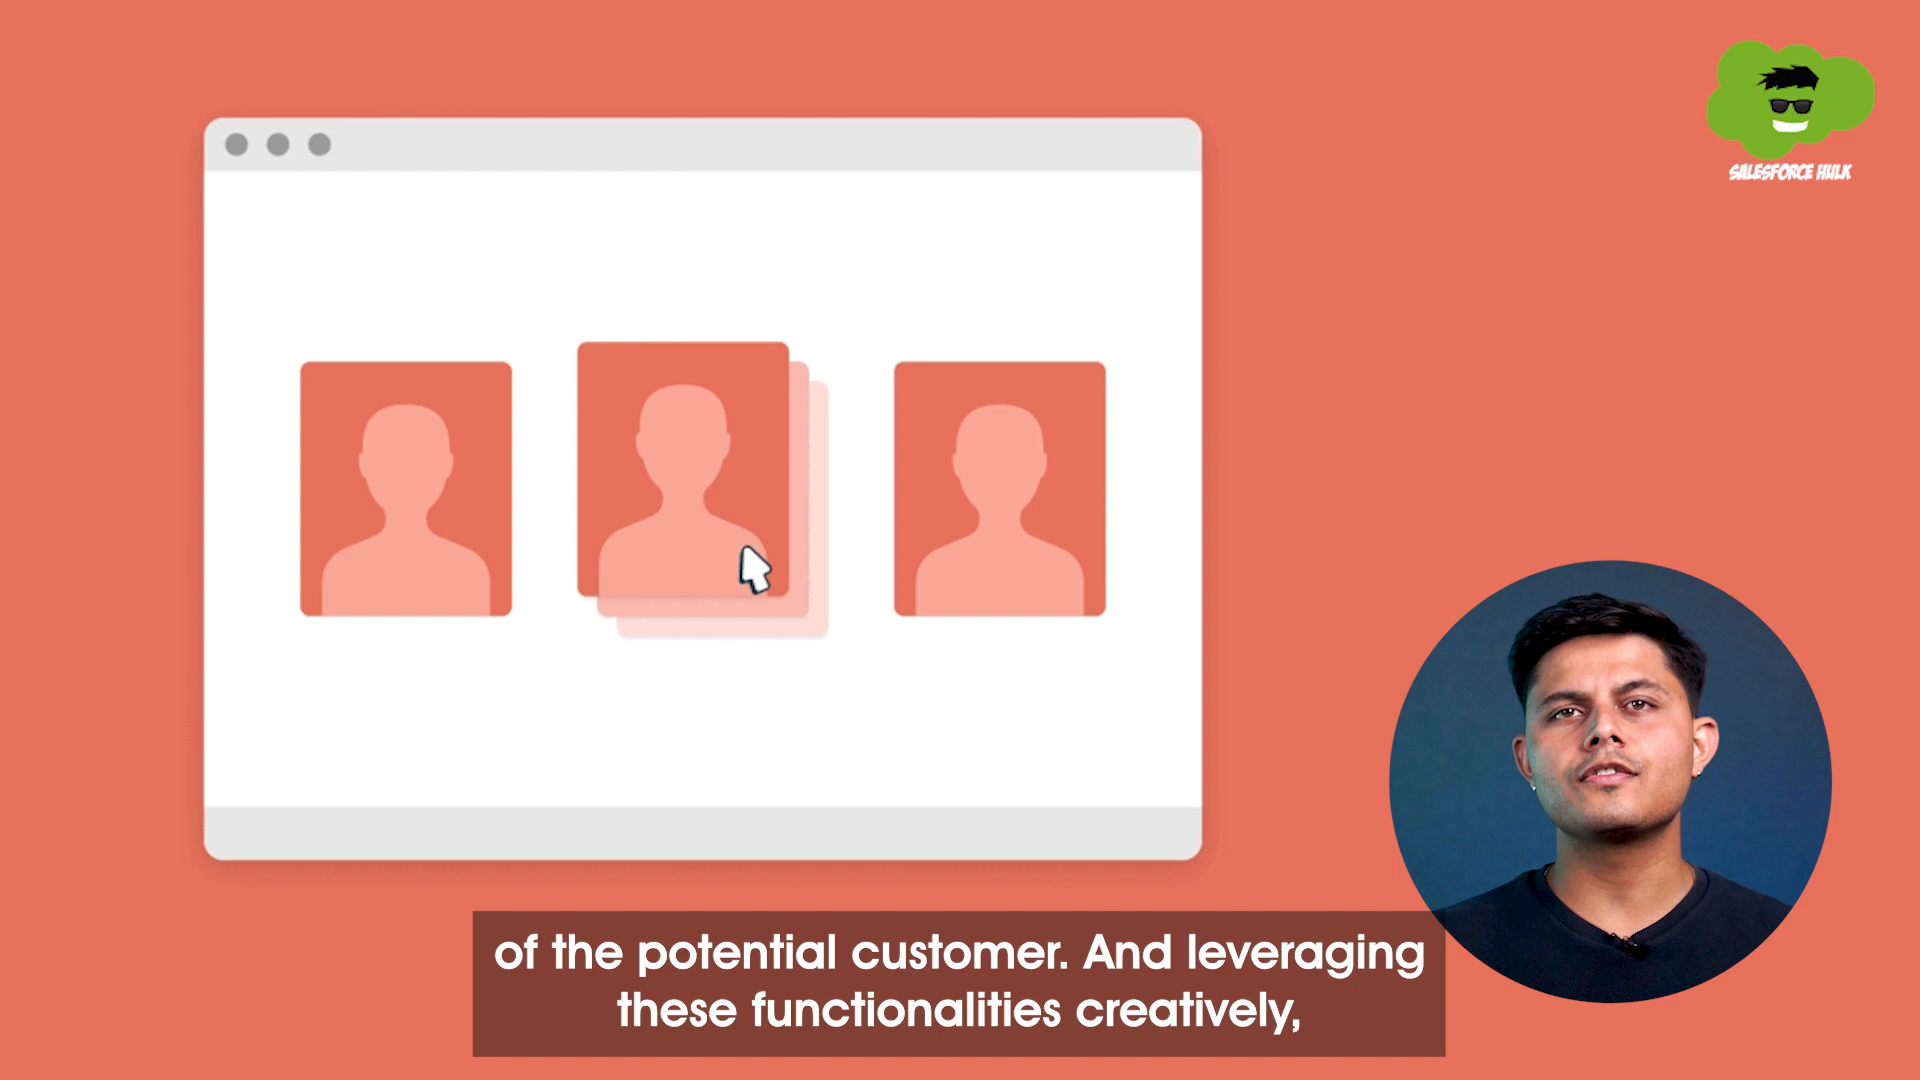 SALESFORCE HULK
of the potential customer. And leveraging
these functionalities creatively,